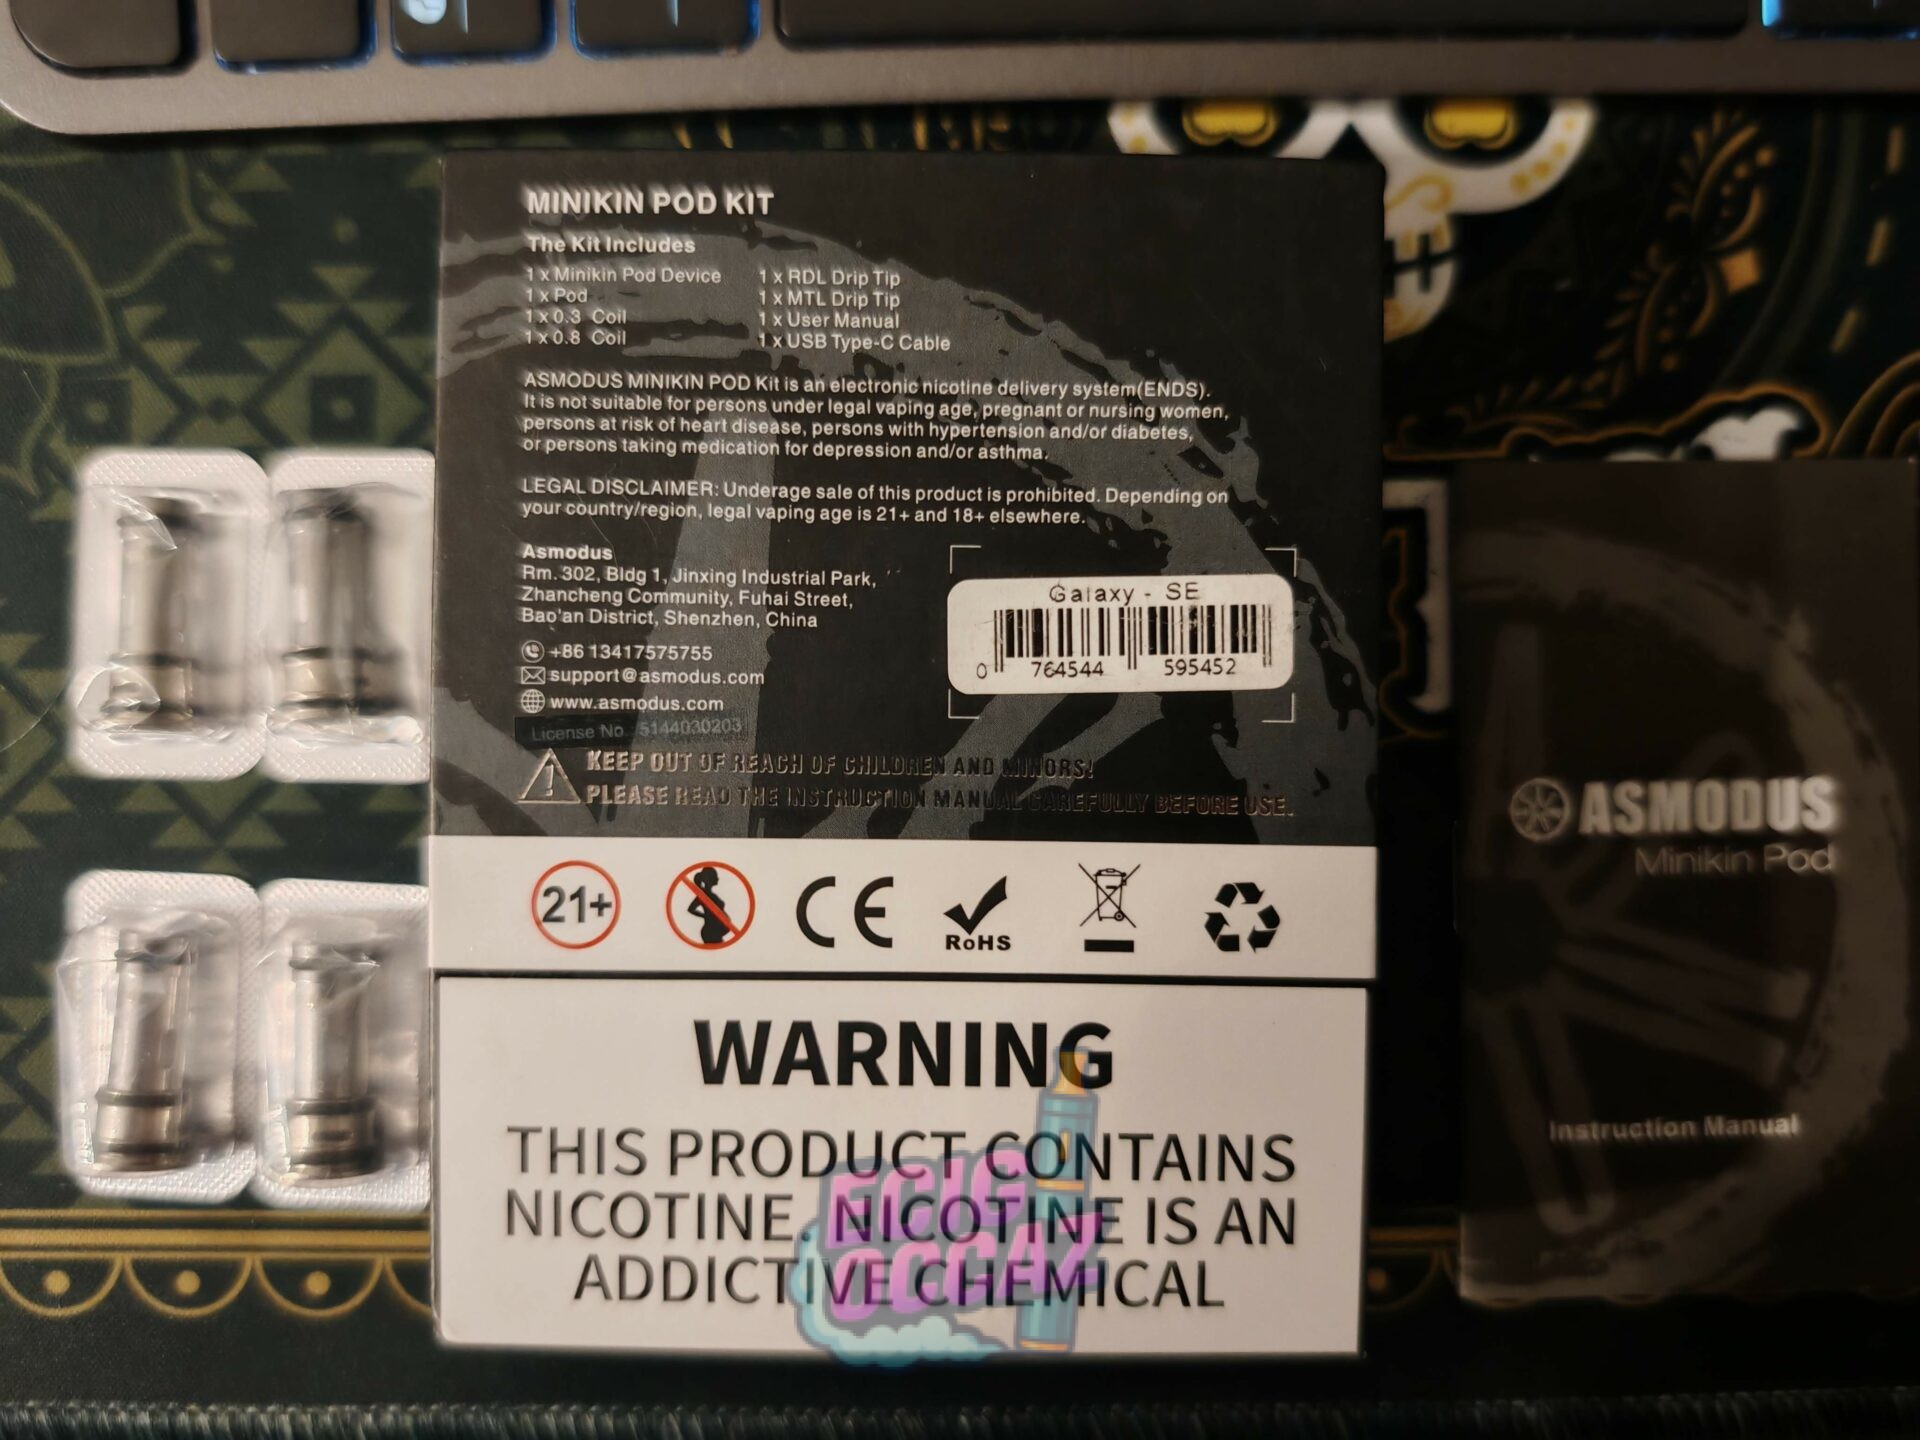 MINIKIN POD KIT
The Kit Includes
1 x Minikin Pod Device
1 x Pod
1 x 0.3 Coil
1 x 0.8 Coil
1 x RDL Drip Tip
1 x MTL Drip Tip
1 x User Manual
1 x USB Type-C Cable
ASMODUS MINIKIN POD Kit is an electronic nicotine delivery system(ENDS).
It is not suitable for persons under legal vaping age, pregnant or nursing women,
persons at risk of heart disease, persons with hypertension and/or diabetes,
or persons taking medication for depression and/or asthma.
LEGAL DISCLAIMER: Underage sale of this product is prohibited. Depending on
your country/region, legal vaping age is 21+ and 18+ elsewhere.
Asmodus
Rm. 302, Bldg 1, Jinxing Industrial Park,
Zhancheng Community, Fuhai Street,
Bao'an District, Shenzhen, China
+86 13417575755
support@asmodus.com
www.asmodus.com
License No. 5144030203
Galaxy - SE
0 764544 595452
KEEP OUT OF REACH OF CHILDREN AND MINORS!
PLEASE READ THE INSTRUCTION MANUAL CAREFULLY BEFORE USE.
21+
CE
RoHS
WARNING
THIS PRODUCT CONTAINS
NICOTINE. NICOTINE IS AN
ADDICTIVE CHEMICAL
ECIG
OCCAZ
ASMODUS
Minikin Pod
Instruction Manual